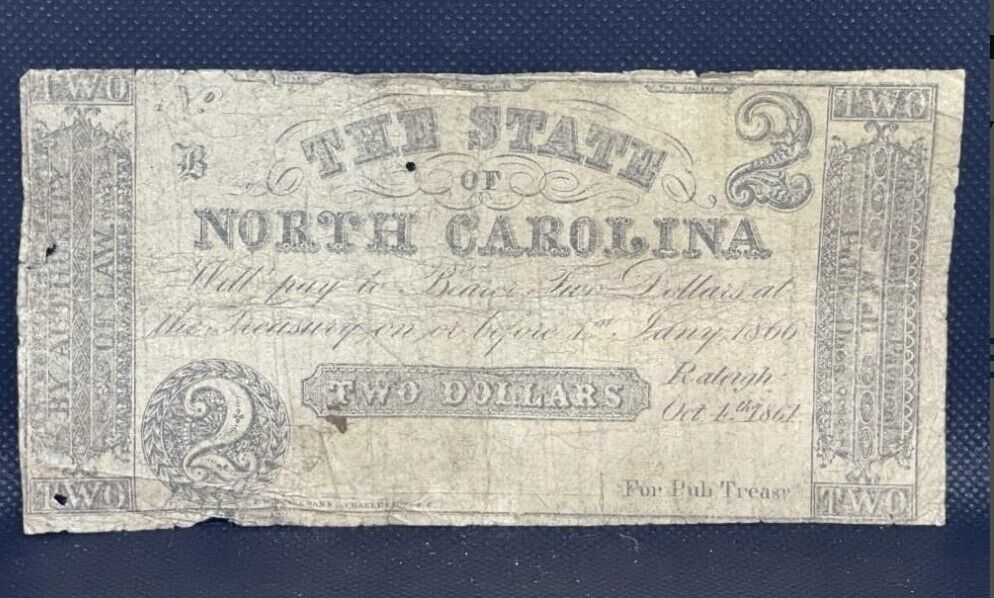 TWO
TWO
No
B
THE STATE
2
OF
NORTH CAROLINA
Will pay to Bearer Two Dollars at
the Treasury on or before 1st Jany 1866
BY AUTHORITY
OF LAW
TWO DOLLARS
Raleigh
Oct 4th 1861
2
For Pub Treasr
TWO
TWO